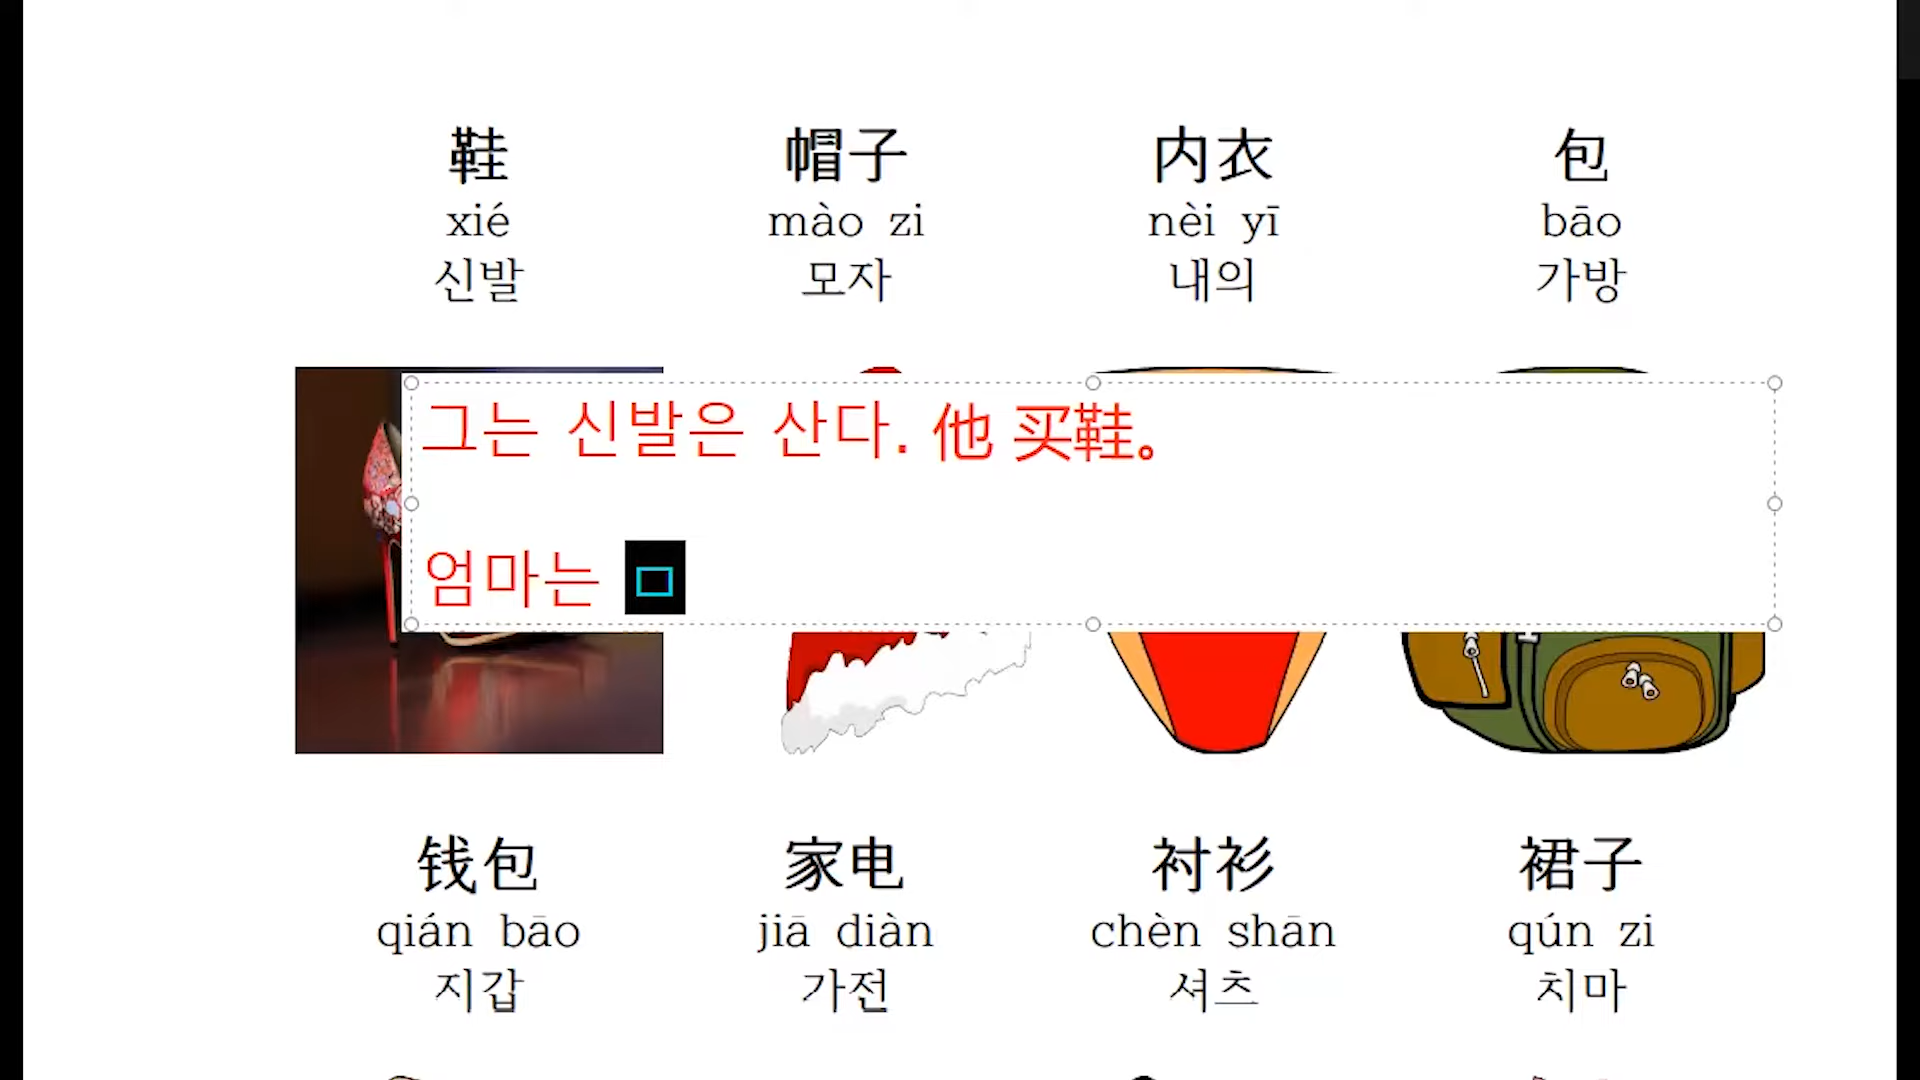 鞋 帽子 内衣 包
xié mào zi nèi yī bāo
신발 모자 내의 가방
그는 신발은 산다. 他 买鞋。
엄마는 ㅁ
钱包 家电 衬衫 裙子
qián bāo jiā diàn chèn shān qún zi
지갑 가전 셔츠 치마